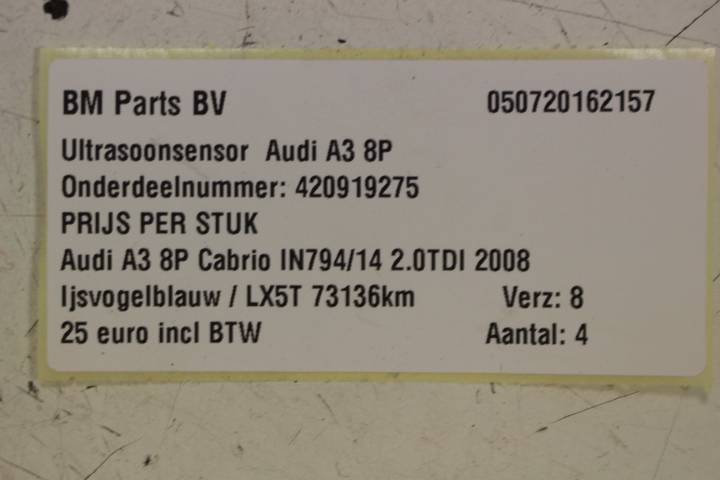 BM Parts BV 050720162157
Ultrasoonsensor Audi A3 8P
Onderdeelnummer: 420919275
PRIJS PER STUK
Audi A3 8P Cabrio IN794/14 2.0TDI 2008
Ijsvogelblauw / LX5T 73136km Verz: 8
25 euro incl BTW Aantal: 4